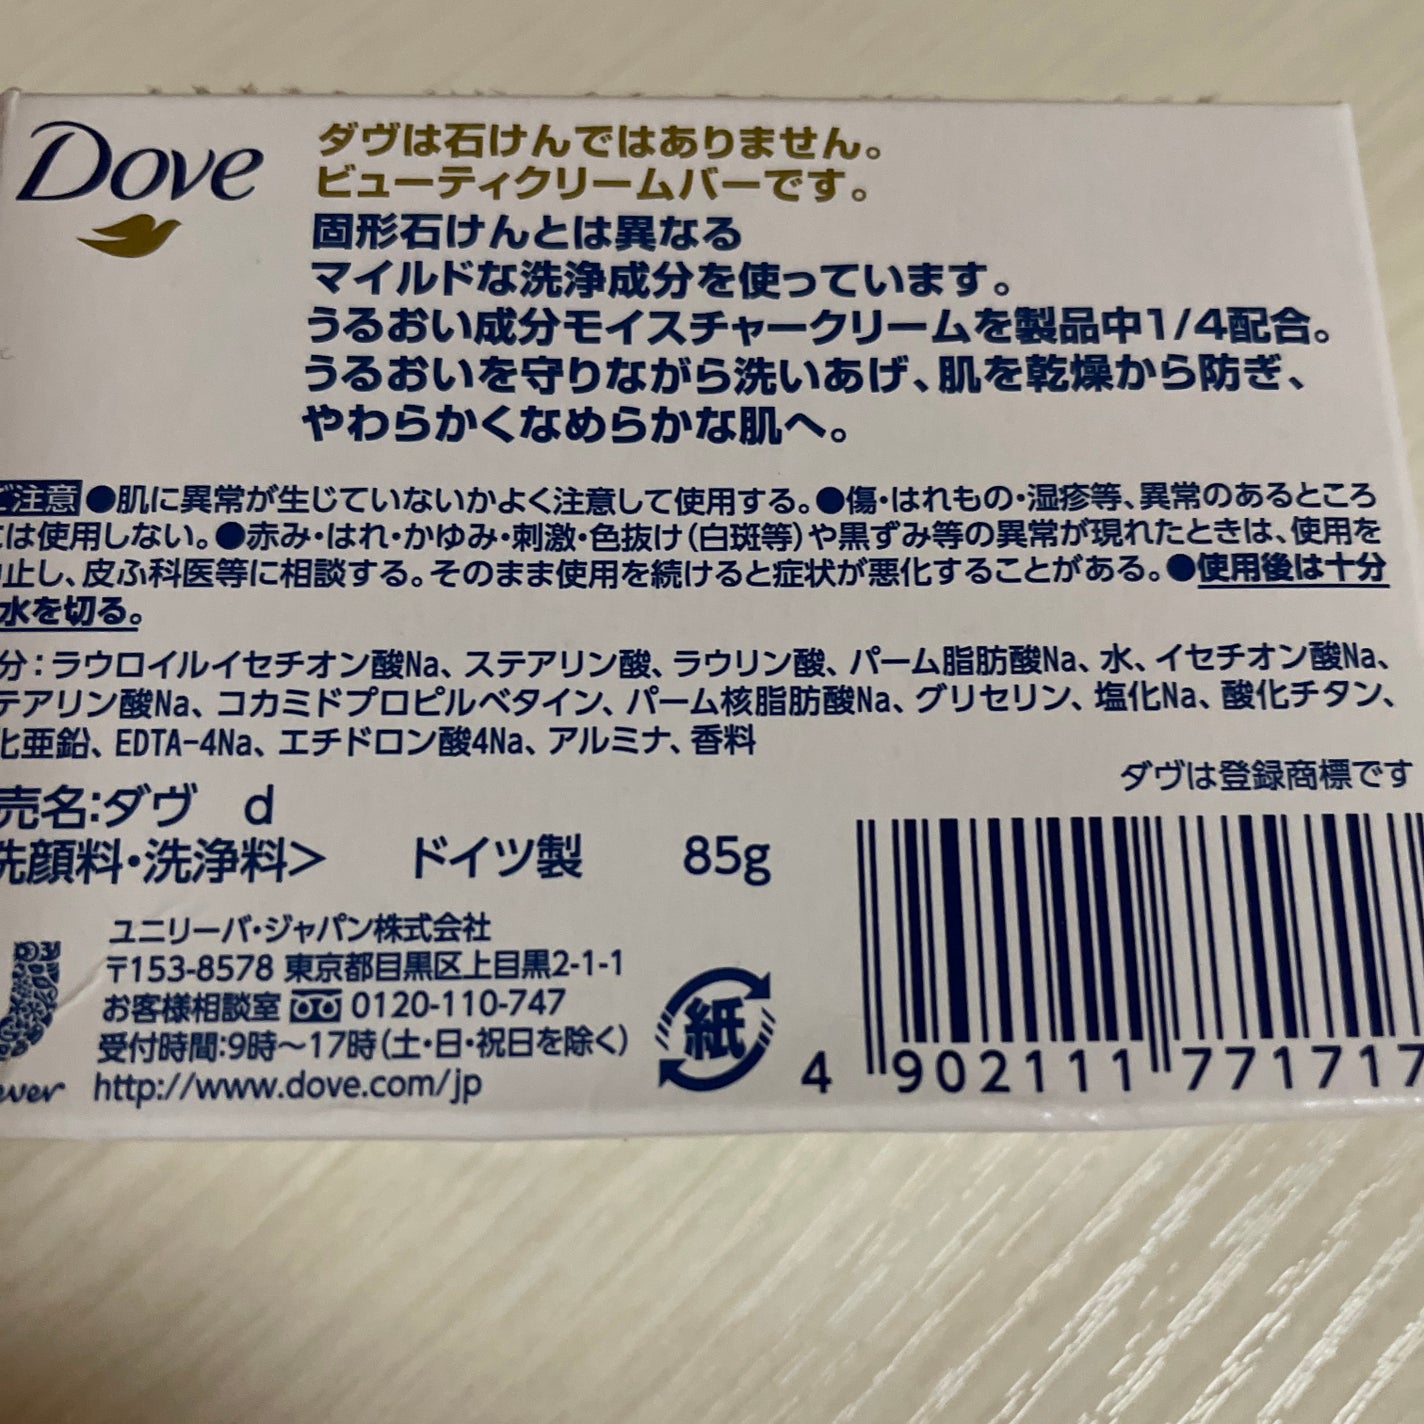 Dove
ダヴは石けんではありません。
ビューティクリームバーです。
固形石けんとは異なる
マイルドな洗浄成分を使っています。
うるおい成分モイスチャークリームを製品中1/4配合。
うるおいを守りながら洗いあげ、肌を乾燥から防ぎ、
やわらかくなめらかな肌へ。
ご注意●肌に異常が生じていないかよく注意して使用する。●傷・はれもの・湿疹等、異常のあるところ
には使用しない。●赤み・はれ・かゆみ・刺激・色抜け(白斑等)や黒ずみ等の異常が現れたときは、使用を
止し、皮ふ科医等に相談する。そのまま使用を続けると症状が悪化することがある。●使用後は十分
水を切る。
分：ラウロイルイセチオン酸Na、ステアリン酸、ラウリン酸、パーム脂肪酸Na、水、イセチオン酸Na、
テアリン酸Na、コカミドプロピルベタイン、パーム核脂肪酸Na、グリセリン、塩化Na、酸化チタン、
化亜鉛、EDTA-4Na、エチドロン酸4Na、アルミナ、香料
ダヴは登録商標です
売名:ダヴ d
洗顔料・洗浄料> ドイツ製 85g
ユニリーバ・ジャパン株式会社
〒153-8578 東京都目黒区上目黒2-1-1
お客様相談室 0120-110-747
受付時間:9時～17時(土・日・祝日を除く)
http://www.dove.com/jp
紙
4 902111 771717